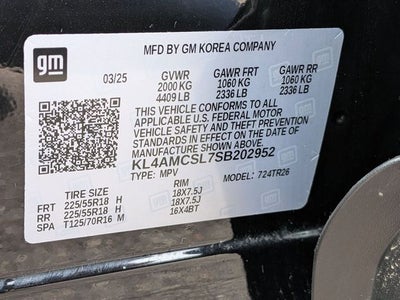 gm
MFD BY GM KOREA COMPANY
03/25 GVWR GAWR FRT GAWR RR
2000 KG 1060 KG 1060 KG
4409 LB 2336 LB 2336 LB
THIS VEHICLE CONFORMS TO ALL
APPLICABLE U.S. FEDERAL MOTOR
VEHICLE SAFETY AND THEFT PREVENTION
STANDARDS IN EFFECT ON THE DATE OF
MANUFACTURE SHOWN ABOVE.
KL4AMCSL7SB202952
TYPE: MPV MODEL: 724TR26
TIRE SIZE RIM
FRT 225/55R18 H 18X7.5J
RR 225/55R18 H 18X7.5J
SPA T125/70R16 M 16X4BT